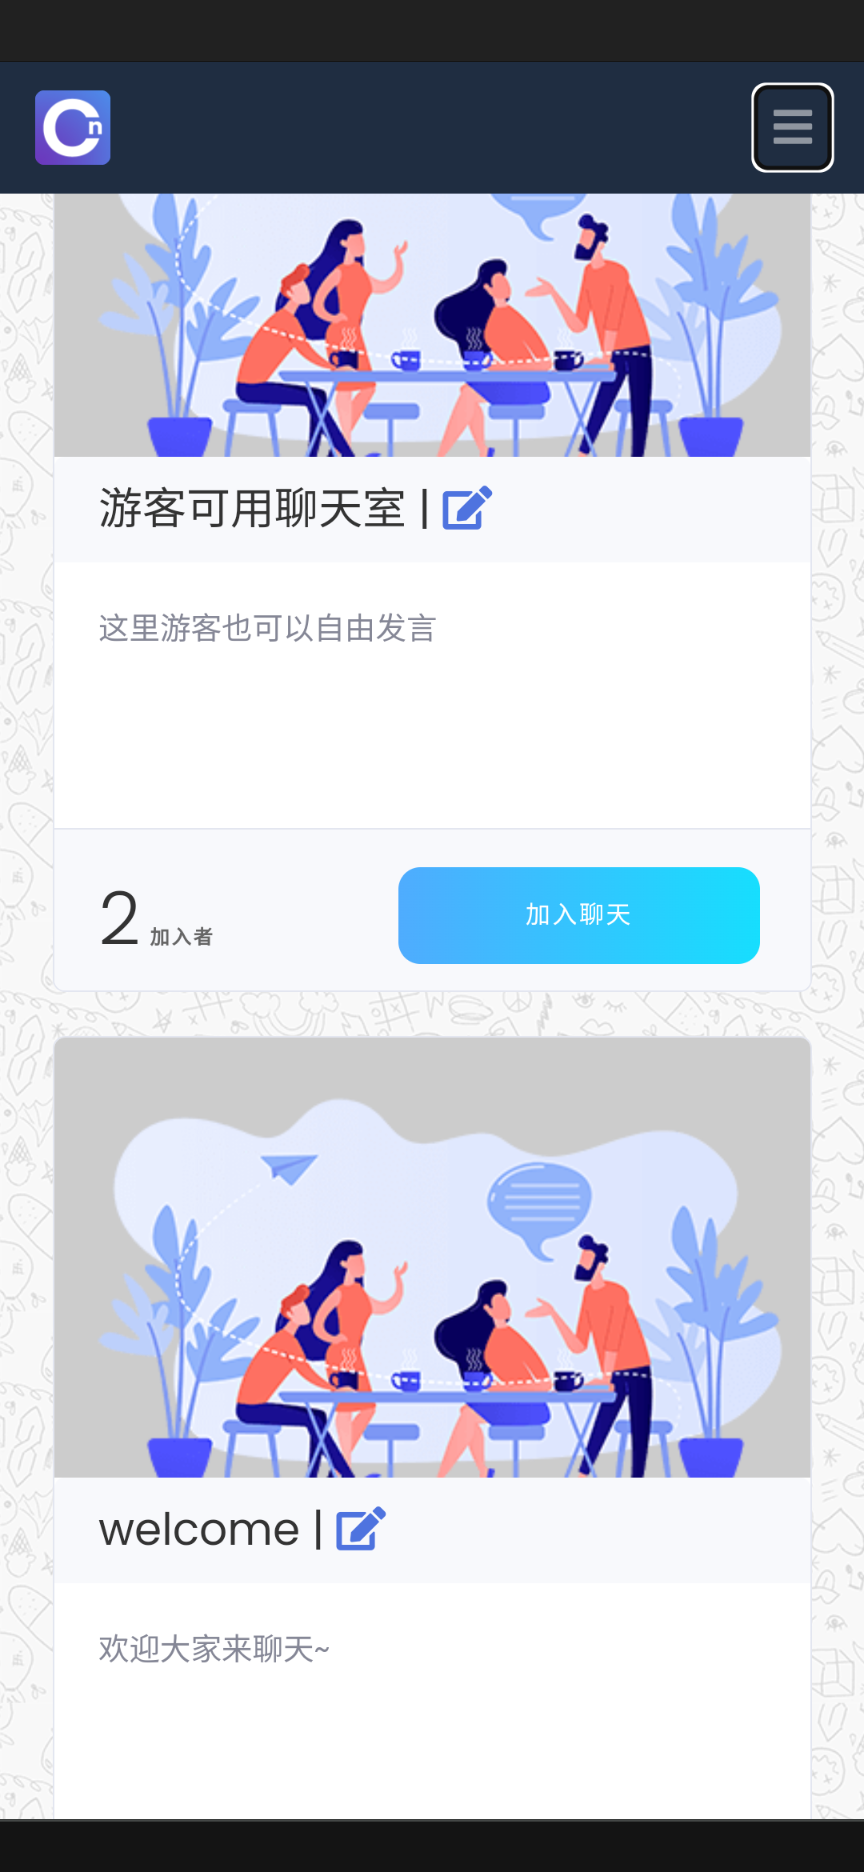 Cn
游客可用聊天室 |
这里游客也可以自由发言
2 加入者
加入聊天
welcome |
欢迎大家来聊天~